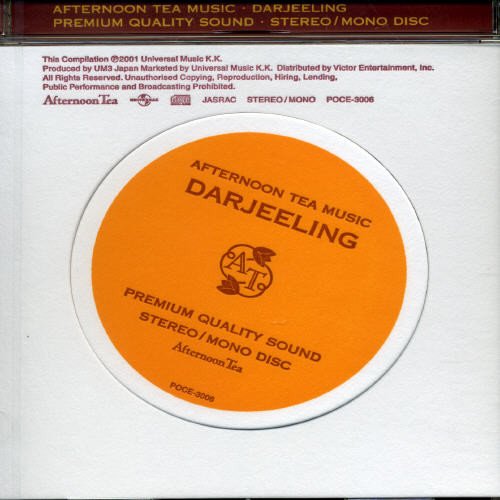 AFTERNOON TEA MUSIC · DARJEELING
PREMIUM QUALITY SOUND · STEREO/MONO DISC
This Compilation ℗2001 Universal Music K.K.
Produced by UM3 Japan Marketed by Universal Music K.K. Distributed by Victor Entertainment, Inc.
All Rights Reserved. Unauthorised Copying, Reproduction, Hiring, Lending,
Public Performance and Broadcasting Prohibited.
Afternoon Tea JASRAC STEREO/MONO POCE-3006
AFTERNOON TEA MUSIC
DARJEELING
A.T.
PREMIUM QUALITY SOUND
STEREO/MONO DISC
Afternoon Tea
POCE-3006